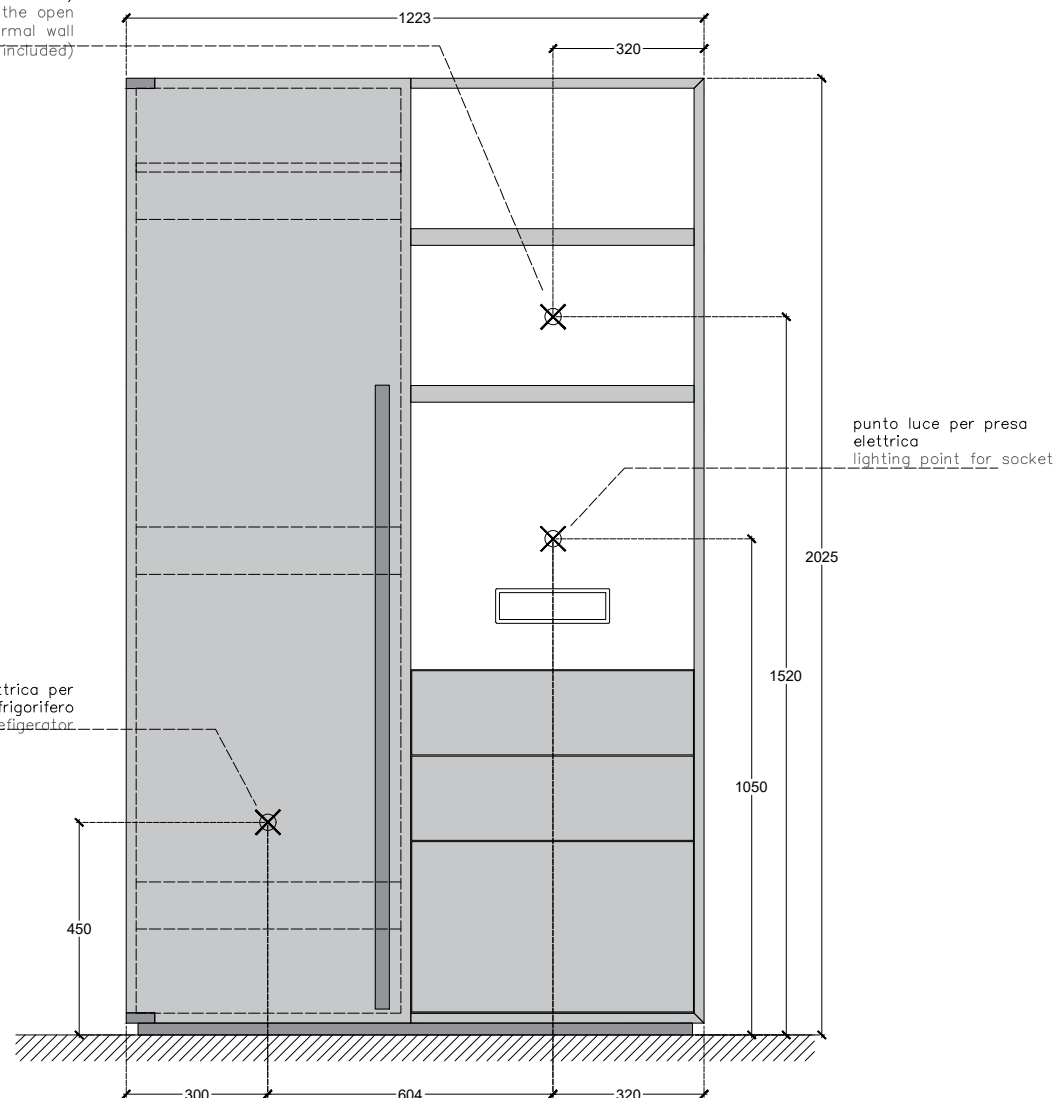 the open
rmal wall
included)
1223
320
punto luce per presa
elettrica
lighting point for socket
2025
1520
ttrica per
frigorifero
efigerator
1050
450
300
604
320